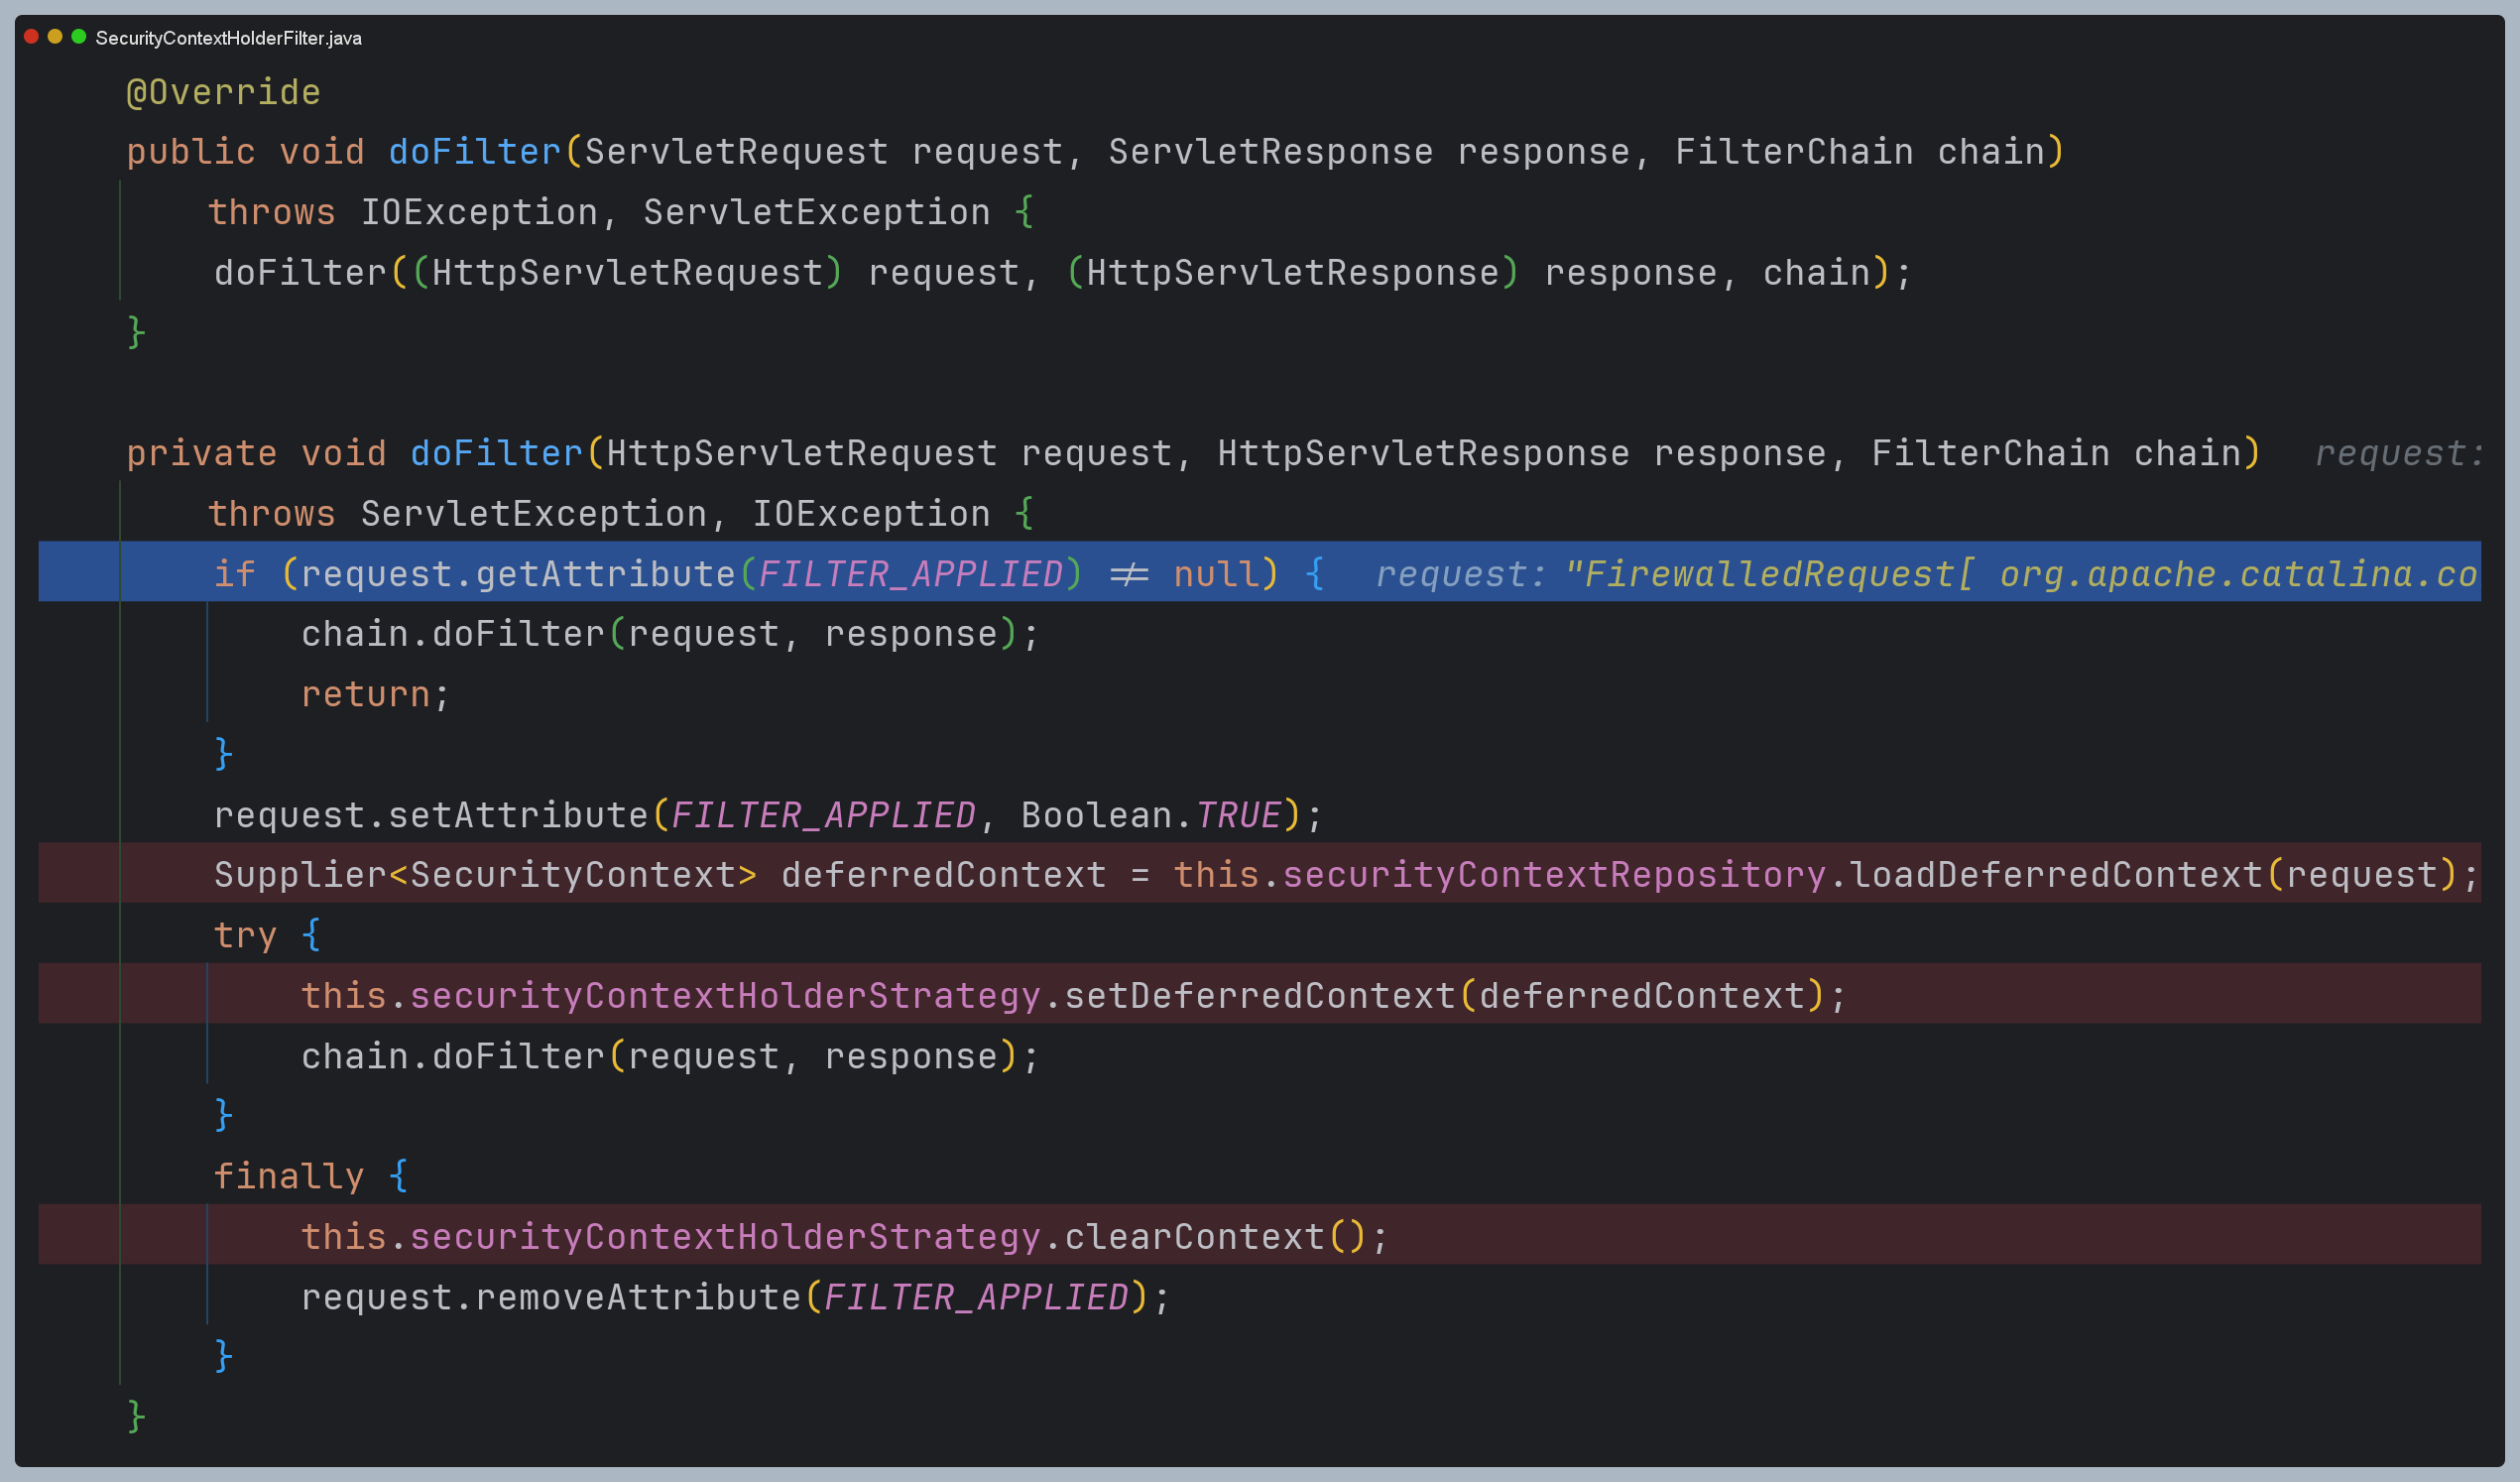 SecurityContextHolderFilter.java
@Override
public void doFilter(ServletRequest request, ServletResponse response, FilterChain chain)
throws IOException, ServletException {
doFilter((HttpServletRequest) request, (HttpServletResponse) response, chain);
}
private void doFilter(HttpServletRequest request, HttpServletResponse response, FilterChain chain) request:
throws ServletException, IOException {
if (request.getAttribute(FILTER_APPLIED) != null) { request: "FirewalledRequest[ org.apache.catalina.co
chain.doFilter(request, response);
return;
}
request.setAttribute(FILTER_APPLIED, Boolean.TRUE);
Supplier<SecurityContext> deferredContext = this.securityContextRepository.loadDeferredContext(request);
try {
this.securityContextHolderStrategy.setDeferredContext(deferredContext);
chain.doFilter(request, response);
}
finally {
this.securityContextHolderStrategy.clearContext();
request.removeAttribute(FILTER_APPLIED);
}
}